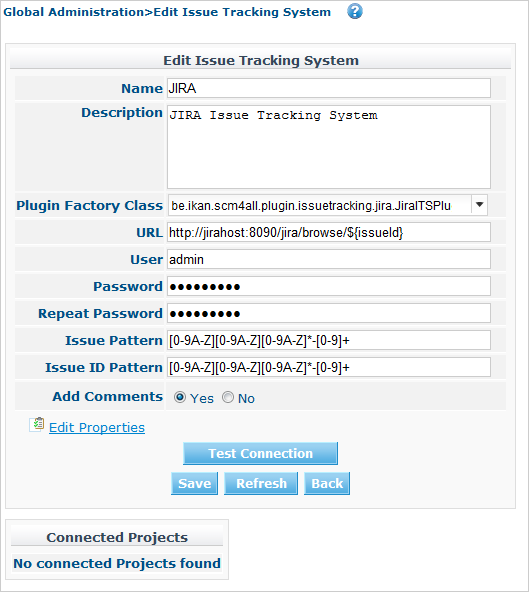 Global Administration>Edit Issue Tracking System ?
Edit Issue Tracking System
Name JIRA
Description JIRA Issue Tracking System
Plugin Factory Class be.ikan.scm4all.plugin.issuetracking.jira.JiraITSPlu
URL http://jirahost:8090/jira/browse/${issueId}
User admin
Password ●●●●●●●●●
Repeat Password ●●●●●●●●●
Issue Pattern [0-9A-Z][0-9A-Z][0-9A-Z]*-[0-9]+
Issue ID Pattern [0-9A-Z][0-9A-Z][0-9A-Z]*-[0-9]+
Add Comments Yes No
Edit Properties
Test Connection
Save Refresh Back
Connected Projects
No connected Projects found